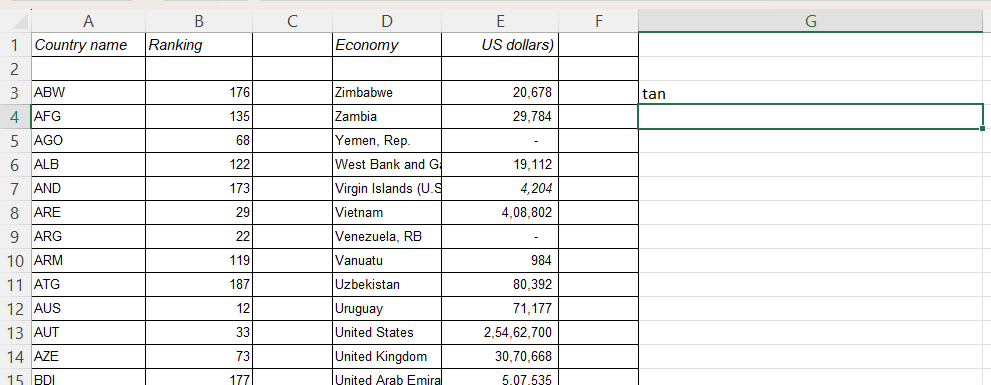 A B C D E F G
1 Country name Ranking Economy US dollars)
2
3 ABW 176 Zimbabwe 20,678 tan
4 AFG 135 Zambia 29,784
5 AGO 68 Yemen, Rep. -
6 ALB 122 West Bank and Ga 19,112
7 AND 173 Virgin Islands (U.S 4,204
8 ARE 29 Vietnam 4,08,802
9 ARG 22 Venezuela, RB -
10 ARM 119 Vanuatu 984
11 ATG 187 Uzbekistan 80,392
12 AUS 12 Uruguay 71,177
13 AUT 33 United States 2,54,62,700
14 AZE 73 United Kingdom 30,70,668
15 BDI 177 United Arab Emira 5,07,535